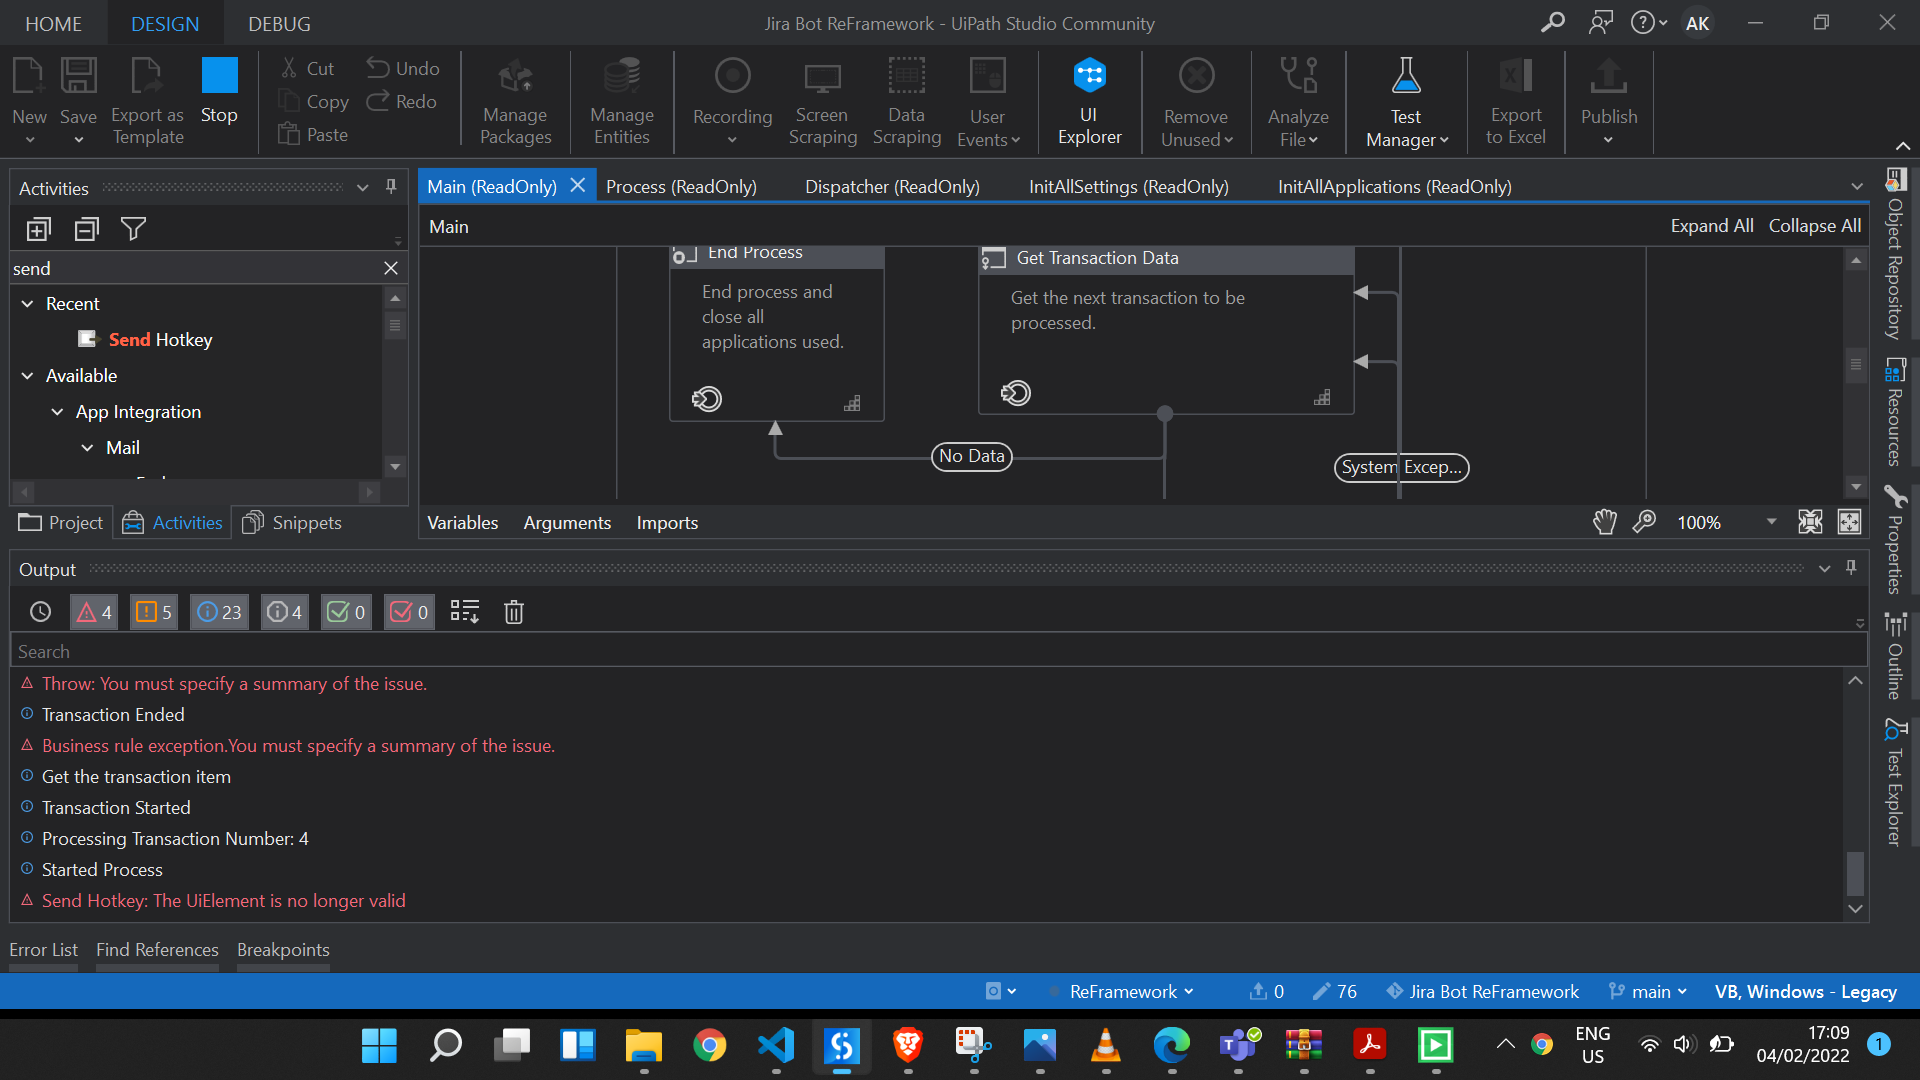 HOME DESIGN DEBUG
Jira Bot ReFramework - UiPath Studio Community
AK
New
Save
Export as
Template
Stop
Cut
Copy
Paste
Undo
Redo
Manage
Packages
Manage
Entities
Recording
Screen
Scraping
Data
Scraping
User
Events
UI
Explorer
Remove
Unused
Analyze
File
Test
Manager
Export
to Excel
Publish
Activities
send
Recent
Send Hotkey
Available
App Integration
Mail
Project Activities Snippets
Main (ReadOnly) Process (ReadOnly) Dispatcher (ReadOnly) InitAllSettings (ReadOnly) InitAllApplications (ReadOnly)
Main
Expand All Collapse All
End Process
End process and
close all
applications used.
Get Transaction Data
Get the next transaction to be
processed.
No Data
System Excep...
Variables Arguments Imports
100%
Object Repository
Resources
Properties
Outline
Test Explorer
Output
4 5 23 4 0 0
Search
Throw: You must specify a summary of the issue.
Transaction Ended
Business rule exception.You must specify a summary of the issue.
Get the transaction item
Transaction Started
Processing Transaction Number: 4
Started Process
Send Hotkey: The UiElement is no longer valid
Error List Find References Breakpoints
ReFramework 0 76 Jira Bot ReFramework main VB, Windows - Legacy
ENG
US
17:09
04/02/2022
1